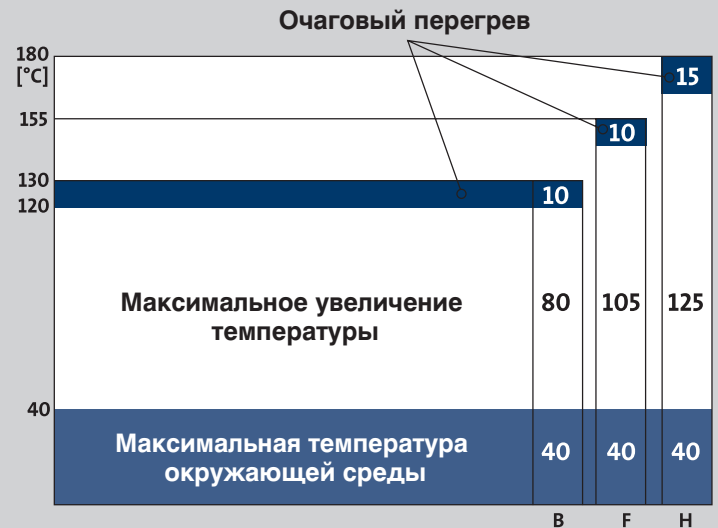 Очаговый перегрев
180
[°C]
15
155
10
130
10
120
Максимальное увеличение
температуры
80 105 125
40
Максимальная температура
окружающей среды
40 40 40
B F H